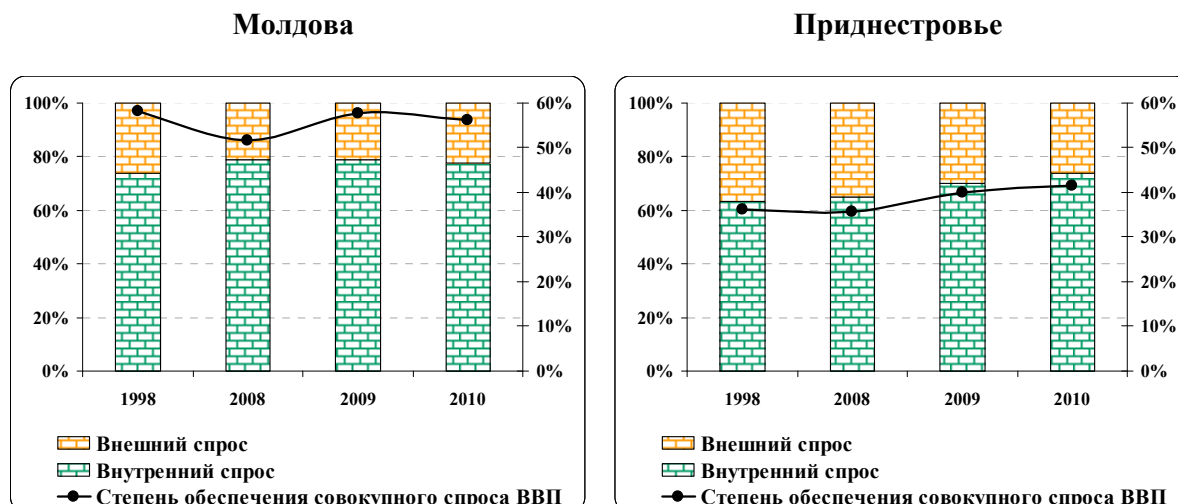 Молдова
Приднестровье
100%
80%
60%
40%
20%
0%
60%
50%
40%
30%
20%
10%
0%
1998 2008 2009 2010
Внешний спрос
Внутренний спрос
Степень обеспечения совокупного спроса ВВП
100%
80%
60%
40%
20%
0%
60%
50%
40%
30%
20%
10%
0%
1998 2008 2009 2010
Внешний спрос
Внутренний спрос
Степень обеспечения совокупного спроса ВВП